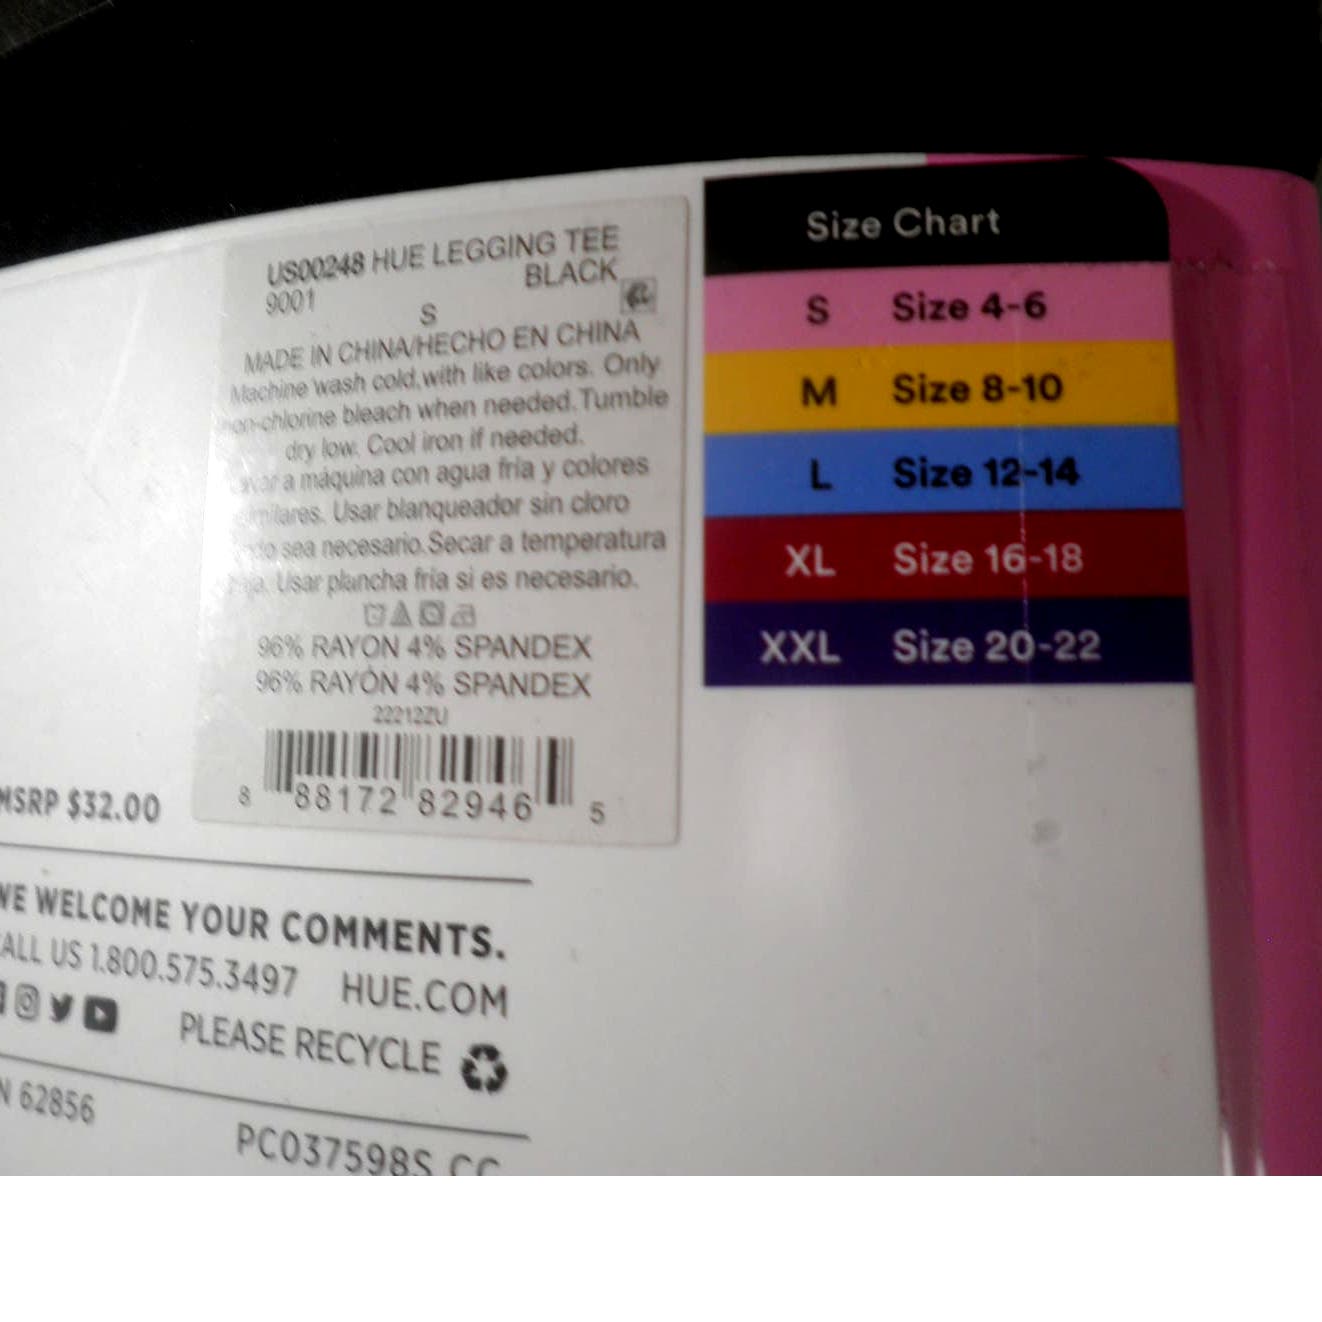 US00248 HUE LEGGING TEE
BLACK
9001
S
MADE IN CHINA/HECHO EN CHINA
Machine wash cold, with like colors. Only
non-chlorine bleach when needed. Tumble
dry low. Cool iron if needed.
a máquina con agua fría y colores
Usar blanqueador sin cloro
sea necesario. Secar a temperatura
Usar plancha fria si es necesario.
96% RAYON 4% SPANDEX
96% RAYÓN 4% SPANDEX
22212ZU
8 88172 82946 5
MSRP $32.00
WE WELCOME YOUR COMMENTS.
CALL US 1.800.575.3497 HUE.COM
PLEASE RECYCLE
N 62856
PC037598S CC
Size Chart
S Size 4-6
M Size 8-10
L Size 12-14
XL Size 16-18
XXL Size 20-22